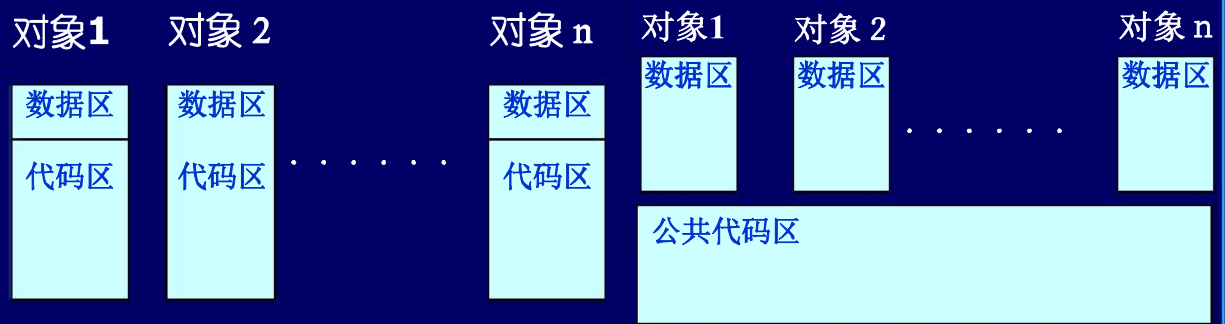 对象1 对象 2 对象 n
数据区 数据区 数据区
代码区 代码区 ...... 代码区
对象1 对象 2 对象 n
数据区 数据区 ...... 数据区
公共代码区